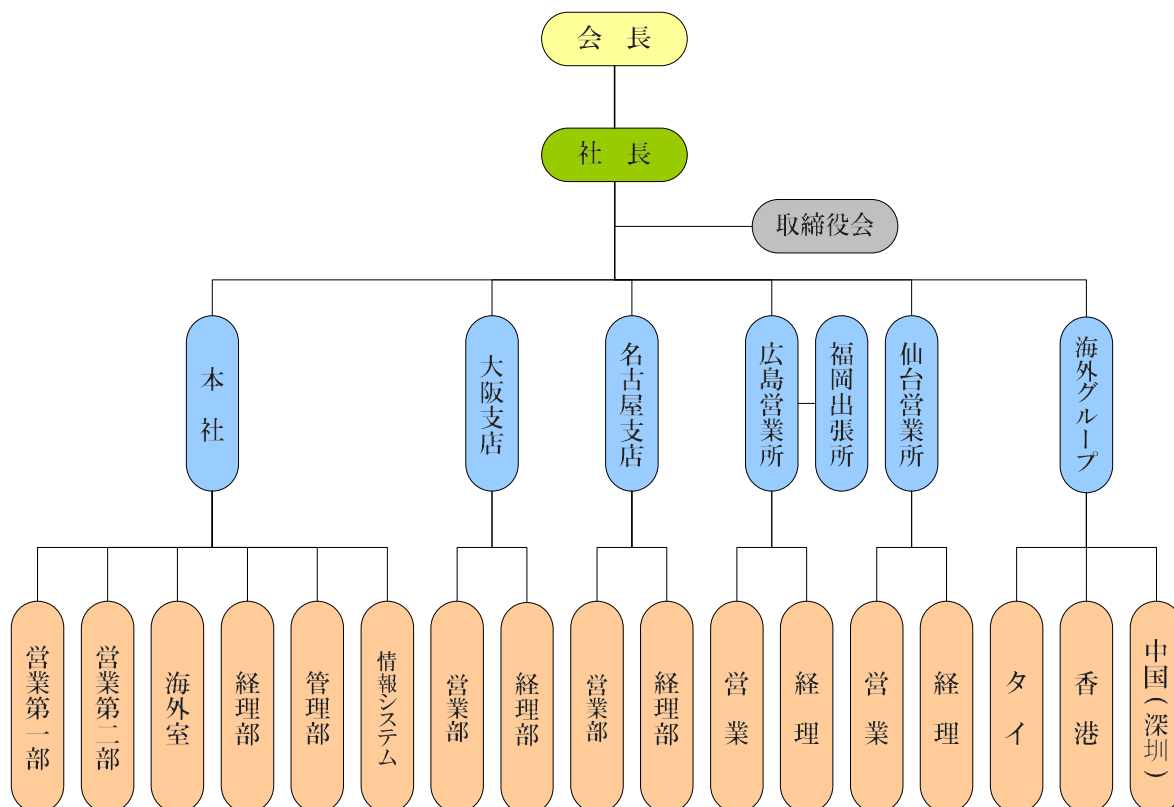 会 長
社 長
取締役会
本 社
大阪支店
名古屋支店
広島営業所
福岡出張所
仙台営業所
海外グループ
営業第一部
営業第二部
海外室
経理部
管理部
情報システム
営業部
経理部
営業部
経理部
営 業
経 理
営 業
経 理
タ イ
香 港
中国(深圳)